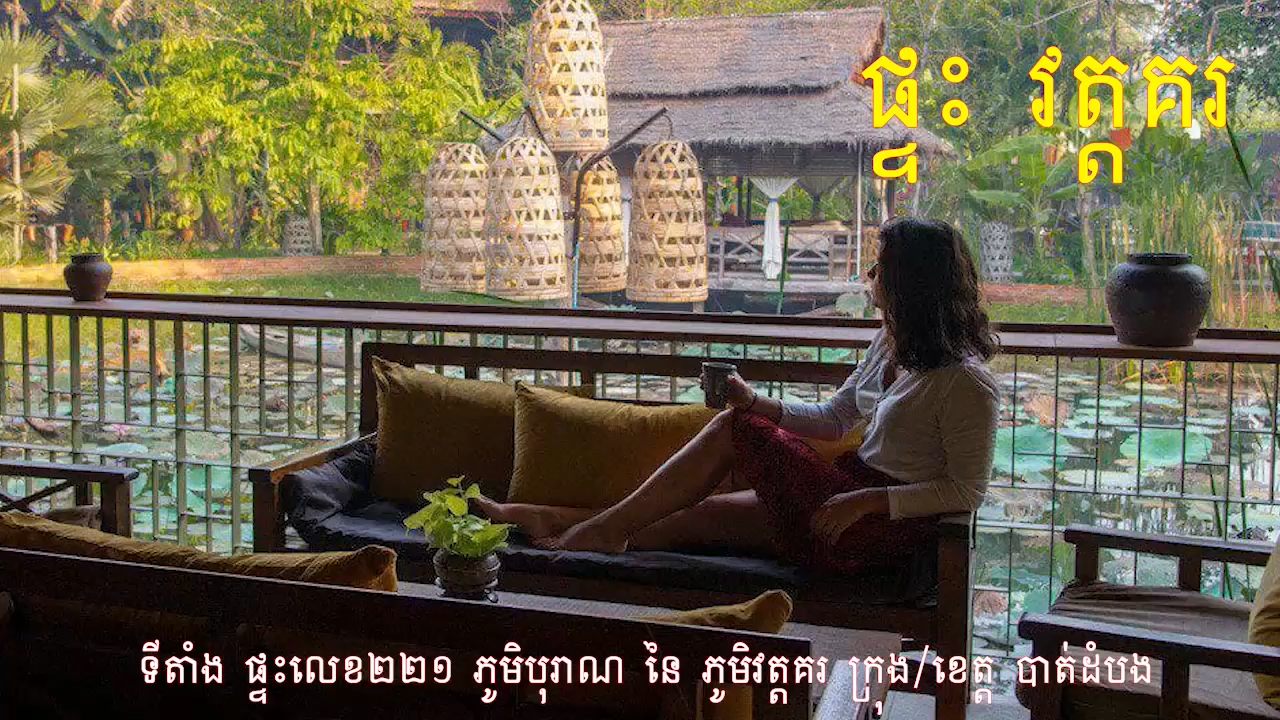 ផ្ទះ វត្តគរ
ទីតាំង ផ្ទះលេខ២២១ ភូមិបុរាណ នៃ ភូមិវត្តគរ ក្រុង/ខេត្ត បាត់ដំបង